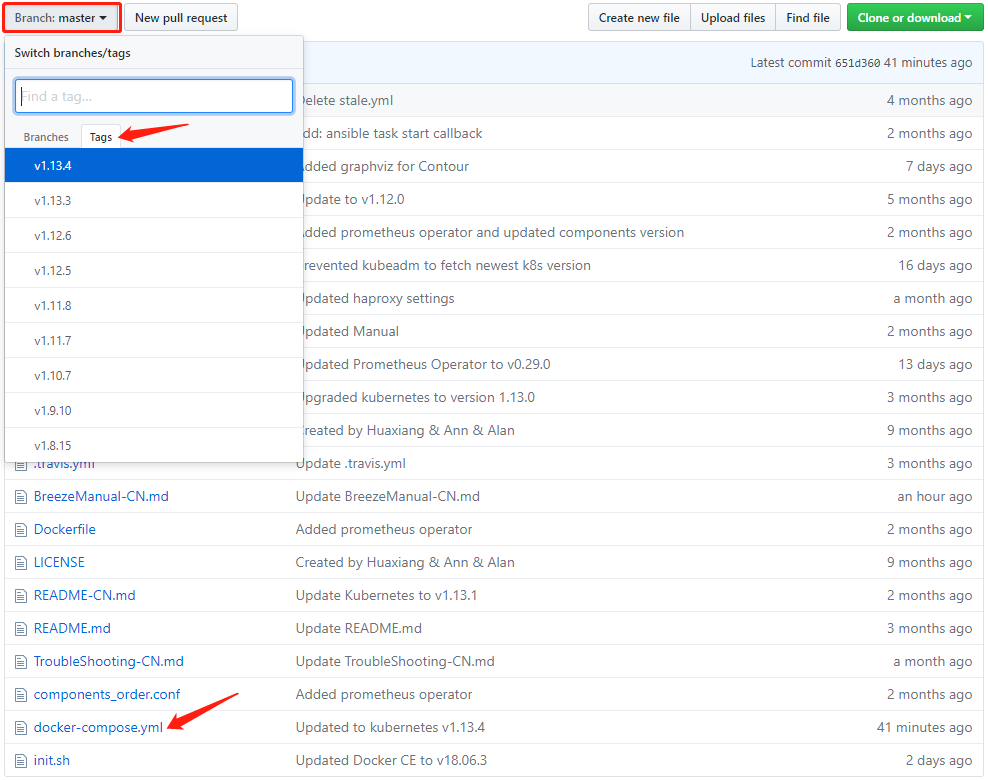 Branch: master New pull request Create new file Upload files Find file Clone or download
Switch branches/tags
Latest commit 651d360 41 minutes ago
Find a tag...
Delete stale.yml 4 months ago
Branches Tags
add: ansible task start callback 2 months ago
v1.13.4
Added graphviz for Contour 7 days ago
v1.13.3
Update to v1.12.0 5 months ago
v1.12.6
Added prometheus operator and updated components version 2 months ago
v1.12.5
Prevented kubeadm to fetch newest k8s version 16 days ago
v1.11.8
Updated haproxy settings a month ago
v1.11.7
Updated Manual 2 months ago
v1.10.7
Updated Prometheus Operator to v0.29.0 13 days ago
v1.9.10
Upgraded kubernetes to version 1.13.0 3 months ago
v1.8.15
Created by Huaxiang & Ann & Alan 9 months ago
.travis.yml Update .travis.yml 3 months ago
BreezeManual-CN.md Update BreezeManual-CN.md an hour ago
Dockerfile Added prometheus operator 2 months ago
LICENSE Created by Huaxiang & Ann & Alan 9 months ago
README-CN.md Update Kubernetes to v1.13.1 2 months ago
README.md Update README.md 3 months ago
TroubleShooting-CN.md Update TroubleShooting-CN.md a month ago
components_order.conf Added prometheus operator 2 months ago
docker-compose.yml Updated to kubernetes v1.13.4 41 minutes ago
init.sh Updated Docker CE to v18.06.3 2 days ago